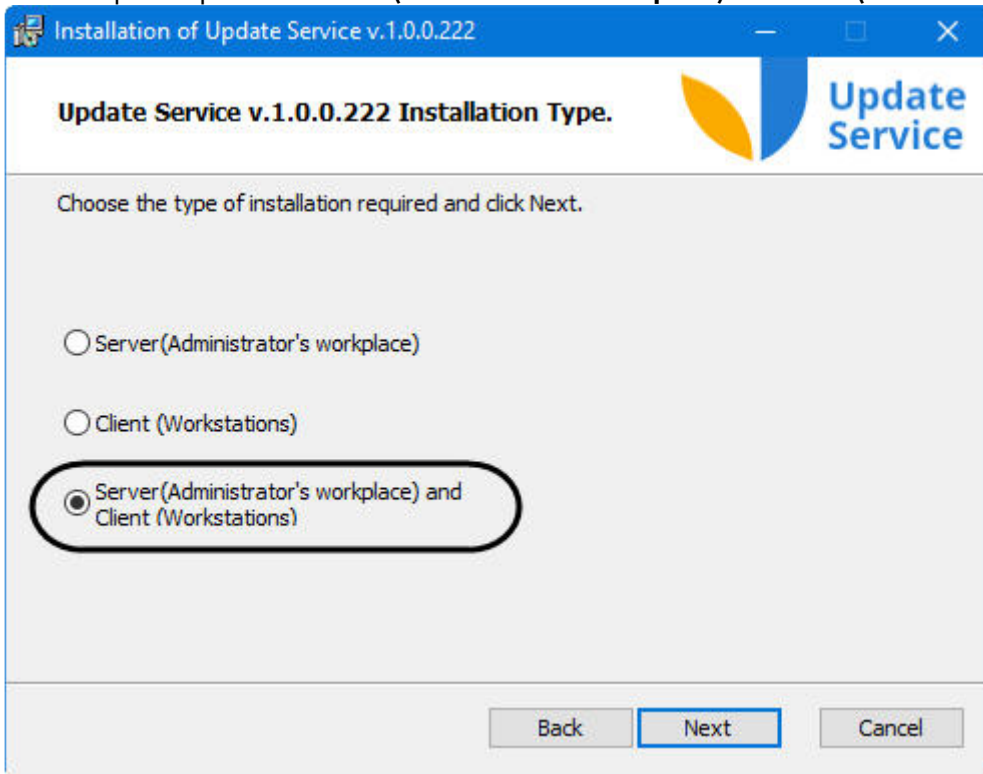 Installation of Update Service v.1.0.0.222
Update Service v.1.0.0.222 Installation Type.
Update
Service
Choose the type of installation required and click Next.
Server(Administrator's workplace)
Client (Workstations)
Server(Administrator's workplace) and
Client (Workstations)
Back Next Cancel